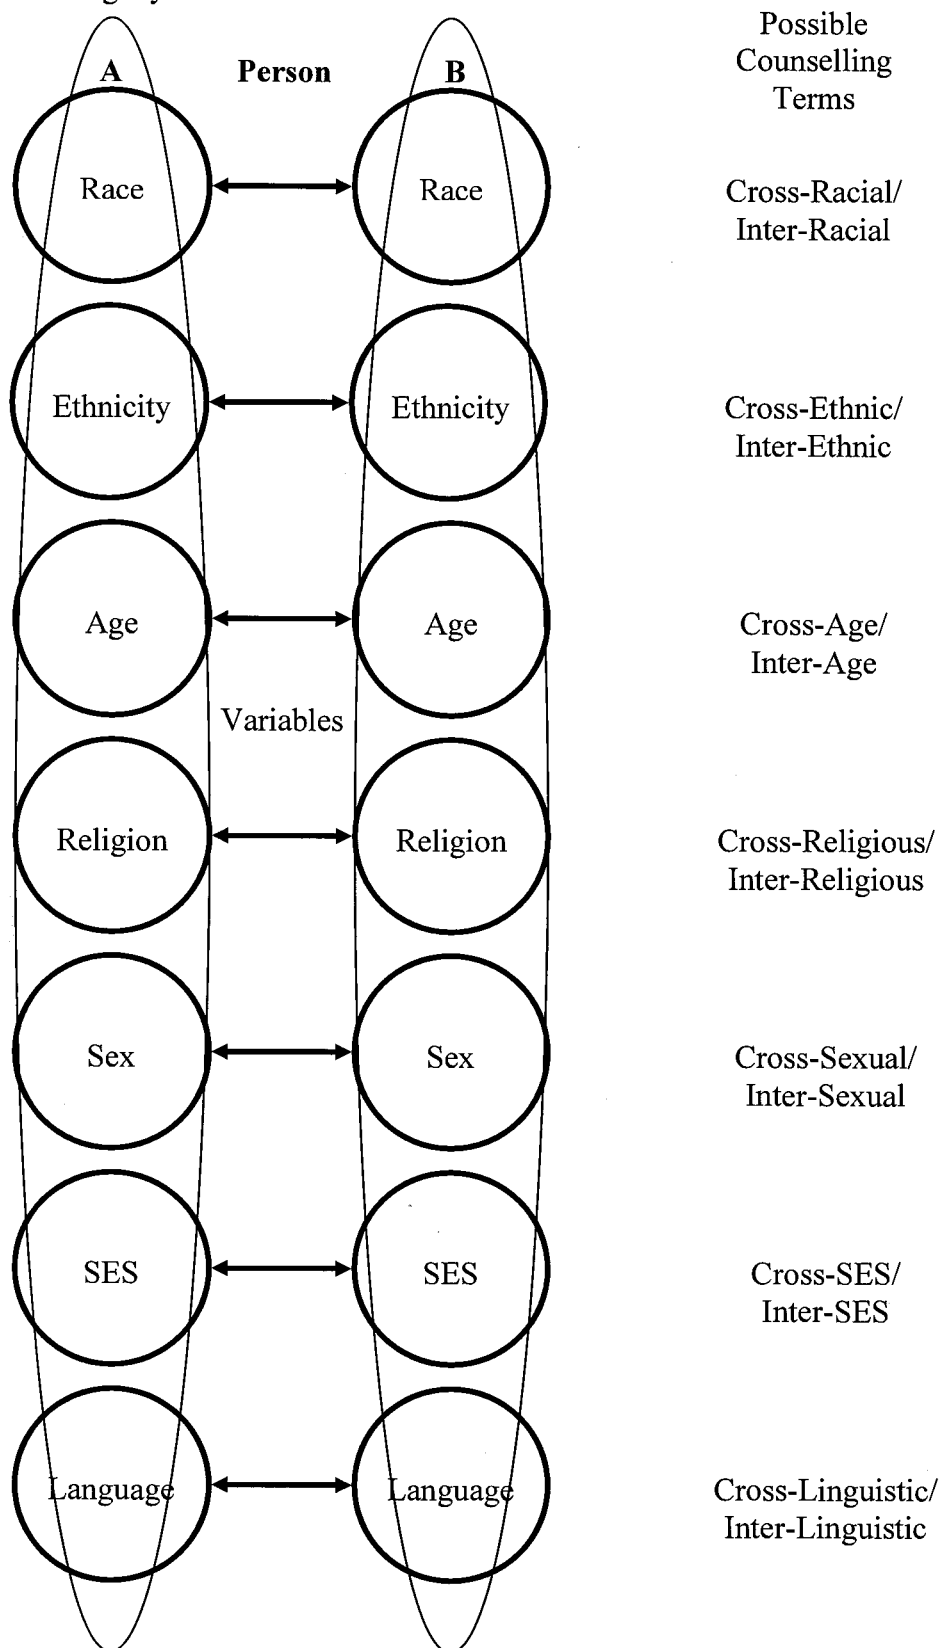 Possible
Counselling
Terms
A Person B
Race Race Cross-Racial/
Inter-Racial
Ethnicity Ethnicity Cross-Ethnic/
Inter-Ethnic
Age Age Cross-Age/
Inter-Age
Variables
Religion Religion Cross-Religious/
Inter-Religious
Sex Sex Cross-Sexual/
Inter-Sexual
SES SES Cross-SES/
Inter-SES
Language Language Cross-Linguistic/
Inter-Linguistic